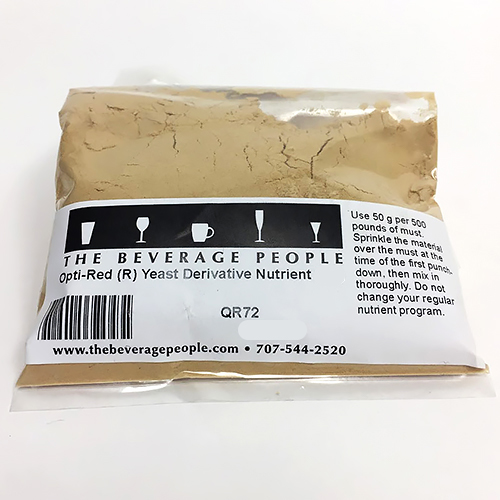 THE BEVERAGE PEOPLE
Opti-Red (R) Yeast Derivative Nutrient
QR72
www.thebeveragepeople.com • 707-544-2520
Use 50 g per 500
pounds of must.
Sprinkle the material
over the must at the
time of the first punch-
down, then mix in
thoroughly. Do not
change your regular
nutrient program.